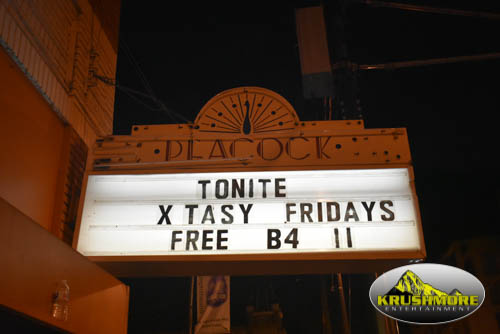 PEACOCK
TONITE
X TASY FRIDAYS
FREE B4 11
KRUSHMORE
ENTERTAINMENT